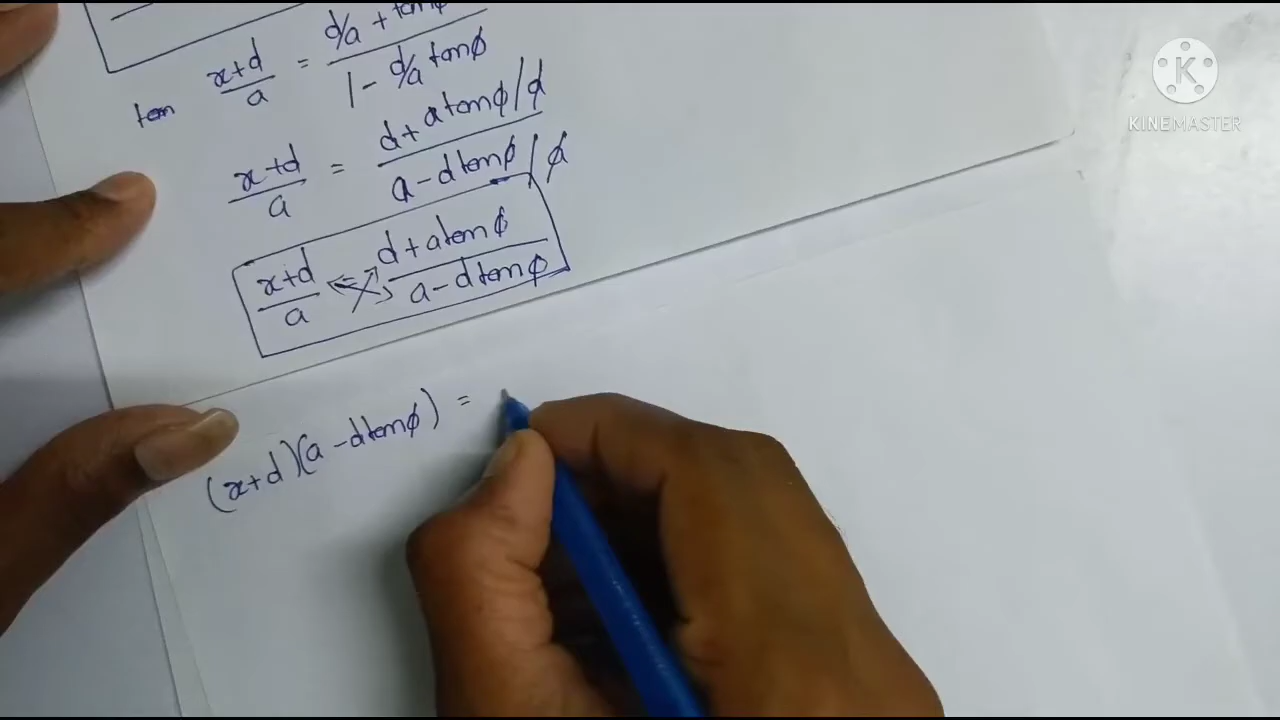 tan x+d/a = d/a + tanϕ / 1 - d/a tanϕ
x+d/a = d + a tanϕ/a / a - d tanϕ/a
x+d/a = d + a tanϕ / a - d tanϕ
(x+d)(a - d tanϕ) =
K
KINEMASTER